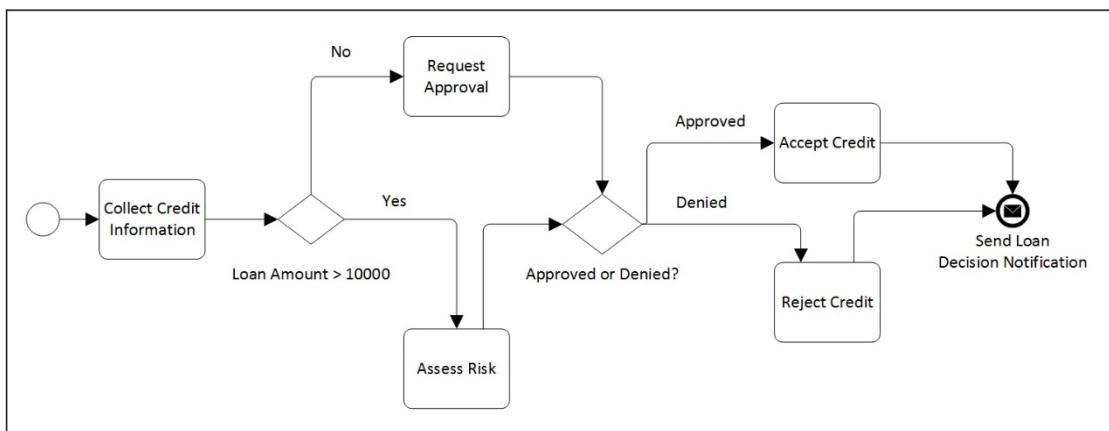 No
Request
Approval
Approved
Accept Credit
Collect Credit
Information
Yes
Denied
Loan Amount > 10000
Approved or Denied?
Send Loan
Decision Notification
Reject Credit
Assess Risk